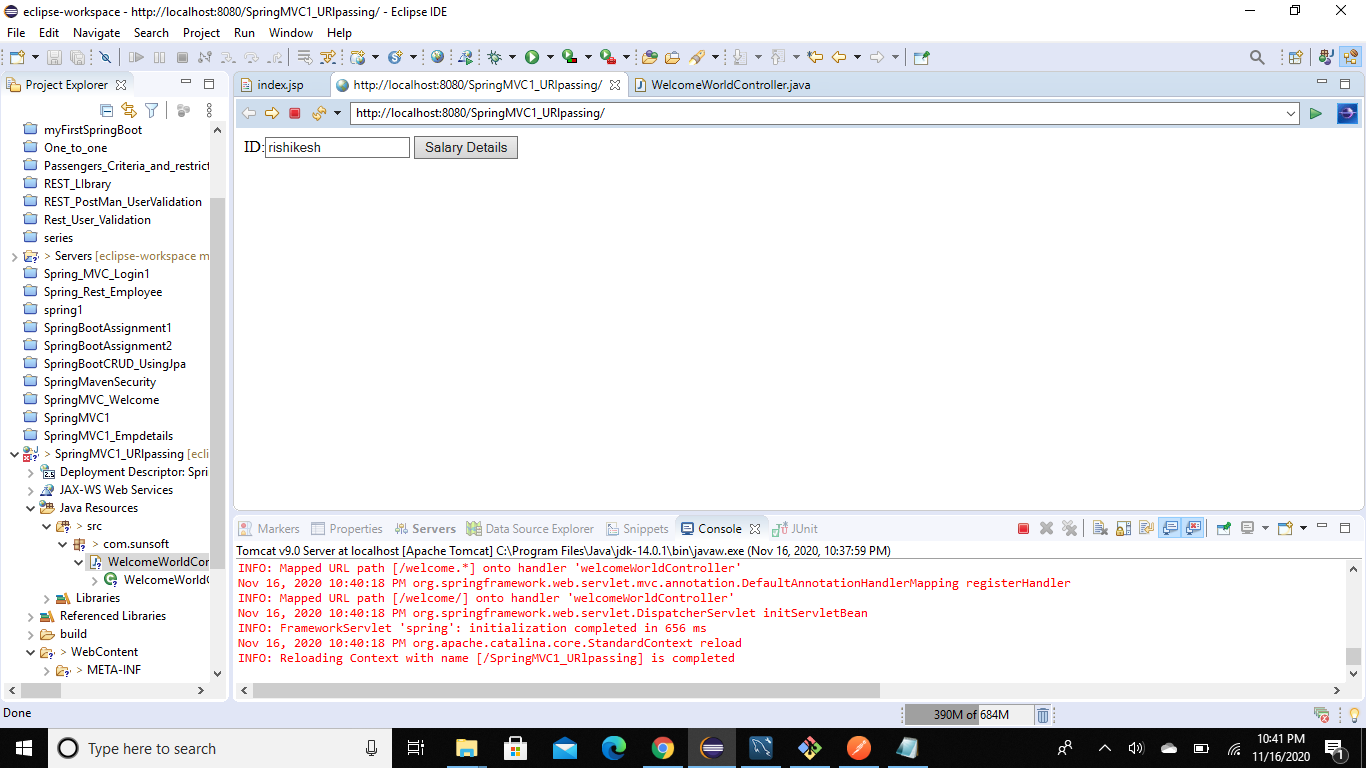 eclipse-workspace - http://localhost:8080/SpringMVC1_URIpassing/ - Eclipse IDE
File Edit Navigate Search Project Run Window Help
Project Explorer
index.jsp
http://localhost:8080/SpringMVC1_URIpassing/
WelcomeWorldController.java
http://localhost:8080/SpringMVC1_URIpassing/
ID: rishikesh Salary Details
myFirstSpringBoot
One_to_one
Passengers_Criteria_and_restrict
REST_LIbrary
REST_PostMan_UserValidation
Rest_User_Validation
series
> Servers [eclipse-workspace m
Spring_MVC_Login1
Spring_Rest_Employee
spring1
SpringBootAssignment1
SpringBootAssignment2
SpringBootCRUD_UsingJpa
SpringMavenSecurity
SpringMVC_Welcome
SpringMVC1
SpringMVC1_Empdetails
> SpringMVC1_URIpassing [ecli
Deployment Descriptor: Spri
JAX-WS Web Services
Java Resources
> src
> com.sunsoft
WelcomeWorldCor
WelcomeWorldC
Libraries
Referenced Libraries
build
> WebContent
> META-INF
Markers Properties Servers Data Source Explorer Snippets Console JUnit
Tomcat v9.0 Server at localhost [Apache Tomcat] C:\Program Files\Java\jdk-14.0.1\bin\javaw.exe (Nov 16, 2020, 10:37:59 PM)
INFO: Mapped URL path [/welcome.*] onto handler 'welcomeWorldController'
Nov 16, 2020 10:40:18 PM org.springframework.web.servlet.mvc.annotation.DefaultAnnotationHandlerMapping registerHandler
INFO: Mapped URL path [/welcome/] onto handler 'welcomeWorldController'
Nov 16, 2020 10:40:18 PM org.springframework.web.servlet.DispatcherServlet initServletBean
INFO: FrameworkServlet 'spring': initialization completed in 656 ms
Nov 16, 2020 10:40:18 PM org.apache.catalina.core.StandardContext reload
INFO: Reloading Context with name [/SpringMVC1_URIpassing] is completed
Done
390M of 684M
Type here to search
10:41 PM
11/16/2020
1